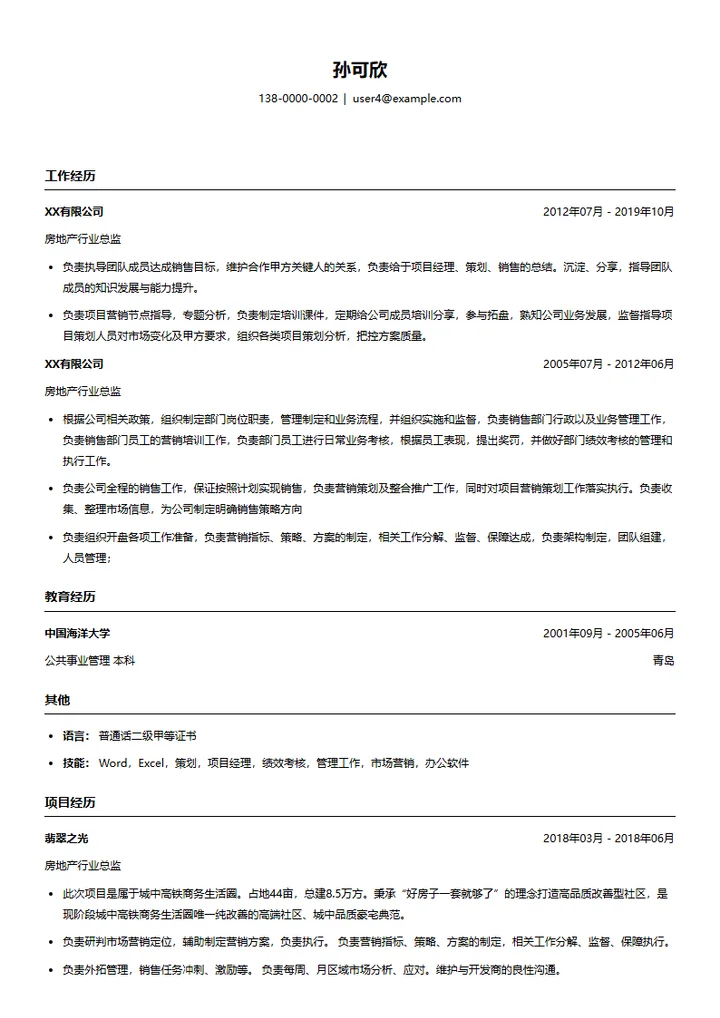 孙可欣
138-0000-0002 | user4@example.com
工作经历
XX有限公司 2012年07月 - 2019年10月
房地产行业总监
• 负责执导团队成员达成销售目标，维护合作甲方关键人的关系，负责给于项目经理、策划、销售的总结。沉淀、分享，指导团队
成员的知识发展与能力提升。
• 负责项目营销节点指导，专题分析，负责制定培训课件，定期给公司成员培训分享，参与拓盘，熟知公司业务发展，监督指导项
目策划人员对市场变化及甲方要求，组织各类项目策划分析，把控方案质量。
XX有限公司 2005年07月 - 2012年06月
房地产行业总监
• 根据公司相关政策，组织制定部门岗位职责，管理制定和业务流程，并组织实施和监督，负责销售部门行政以及业务管理工作，
负责销售部门员工的营销培训工作，负责部门员工进行日常业务考核，根据员工表现，提出奖罚，并做好部门绩效考核的管理和
执行工作。
• 负责公司全程的销售工作，保证按照计划实现销售，负责营销策划及整合推广工作，同时对项目营销策划工作落实执行。负责收
集、整理市场信息，为公司制定明确销售策略方向
• 负责组织开盘各项工作准备，负责营销指标、策略、方案的制定，相关工作分解、监督、保障达成，负责架构制定，团队组建，
人员管理；
教育经历
中国海洋大学 2001年09月 - 2005年06月
公共事业管理 本科 青岛
其他
• 语言： 普通话二级甲等证书
• 技能： Word，Excel，策划，项目经理，绩效考核，管理工作，市场营销，办公软件
项目经历
翡翠之光 2018年03月 - 2018年06月
房地产行业总监
• 此次项目是属于城中高铁商务生活圈。占地44亩，总建8.5万方。秉承“好房子一套就够了”的理念打造高品质改善型社区，是
现阶段城中高铁商务生活圈唯一纯改善的高端社区、城中品质豪宅典范。
• 负责研判市场营销定位，辅助制定营销方案，负责执行。 负责营销指标、策略、方案的制定，相关工作分解、监督、保障执行。
• 负责外拓管理，销售任务冲刺、激励等。 负责每周、月区域市场分析、应对。维护与开发商的良性沟通。